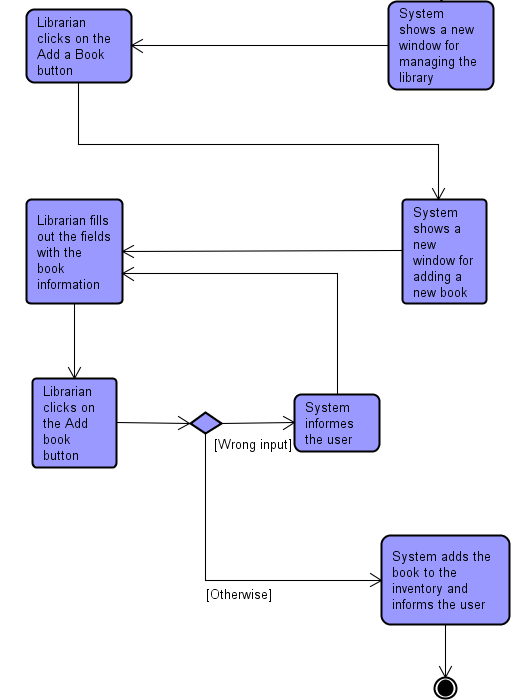 Librarian
clicks on the
Add a Book
button
System
shows a new
window for
managing the
library
Librarian fills
out the fields
with the
book
information
System
shows a
new
window for
adding a
new book
Librarian
clicks on
the Add
book
button
System
informes
the user
[Wrong input]
System adds the
book to the
inventory and
informs the user
[Otherwise]